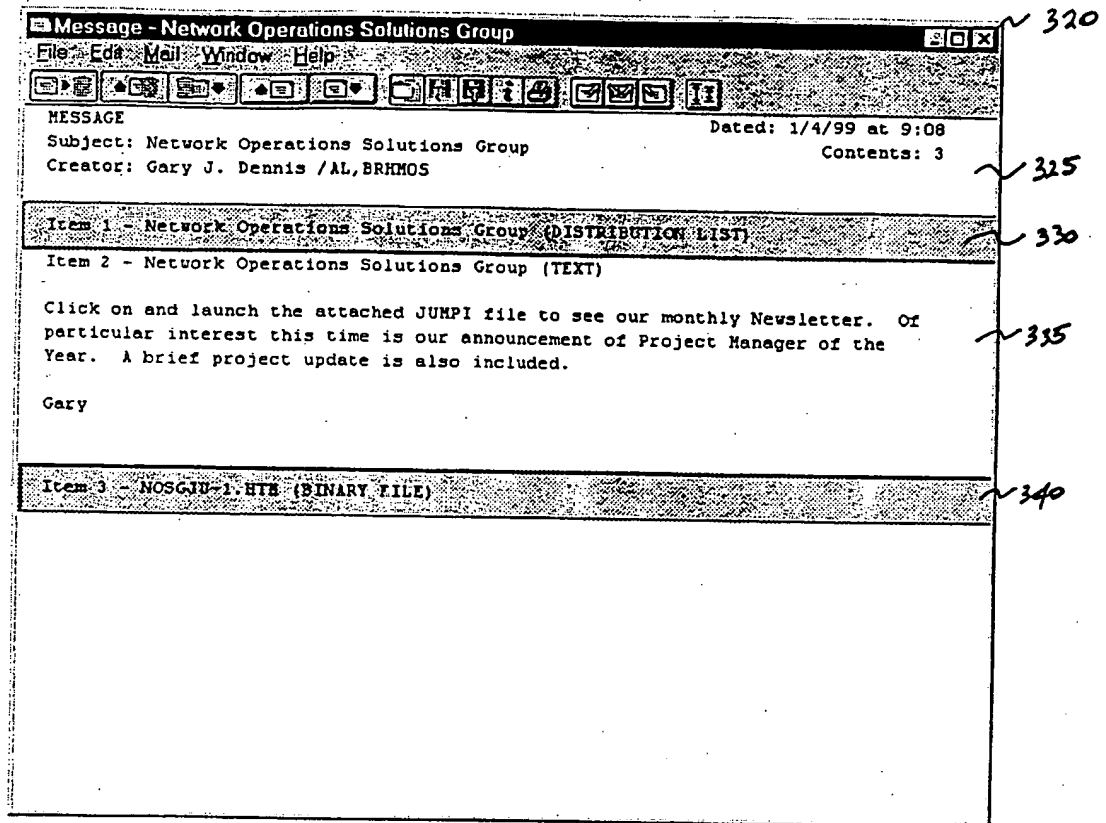 320
Message - Network Operations Solutions Group
File Edit Mail Window Help
MESSAGE
Dated: 1/4/99 at 9:08
Subject: Network Operations Solutions Group
Contents: 3
Creator: Gary J. Dennis /AL,BRHMOS
325
Item 1 - Network Operations Solutions Group (DISTRIBUTION LIST)
330
Item 2 - Network Operations Solutions Group (TEXT)
Click on and launch the attached JUMPI file to see our monthly Newsletter. Of
particular interest this time is our announcement of Project Manager of the
335
Year. A brief project update is also included.
Gary
Item 3 - NOSGJU~1.HTM (BINARY FILE)
340